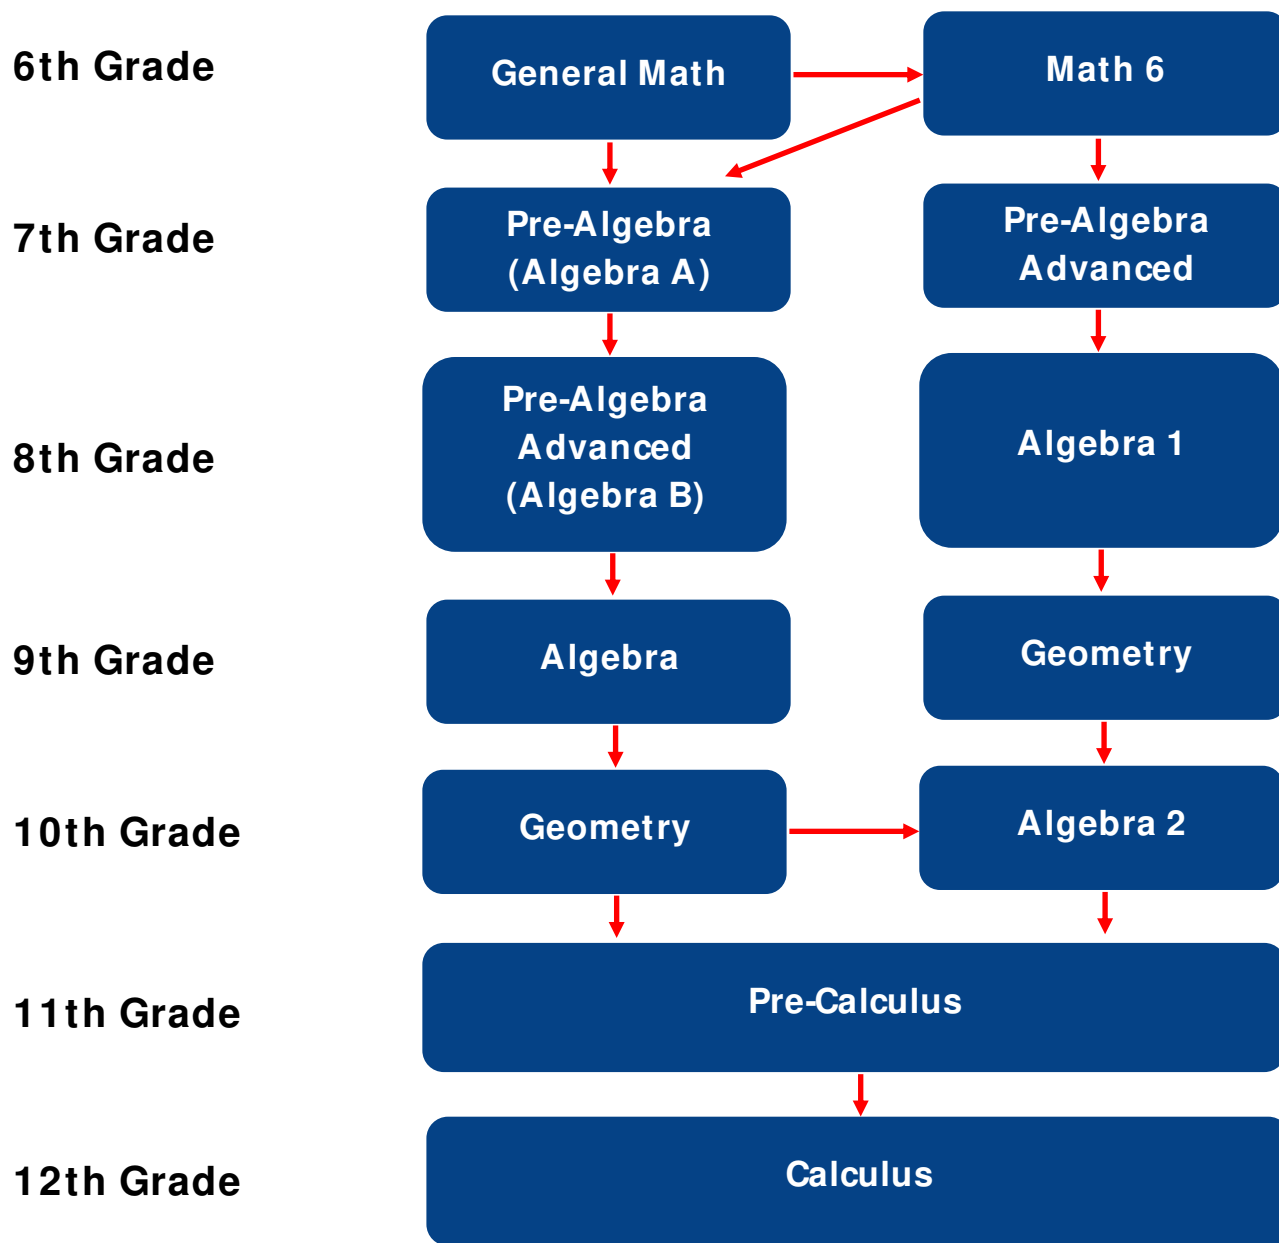 6th Grade
General Math
Math 6
7th Grade
Pre-Algebra
(Algebra A)
Pre-Algebra
Advanced
8th Grade
Pre-Algebra
Advanced
(Algebra B)
Algebra 1
9th Grade
Algebra
Geometry
10th Grade
Geometry
Algebra 2
11th Grade
Pre-Calculus
12th Grade
Calculus